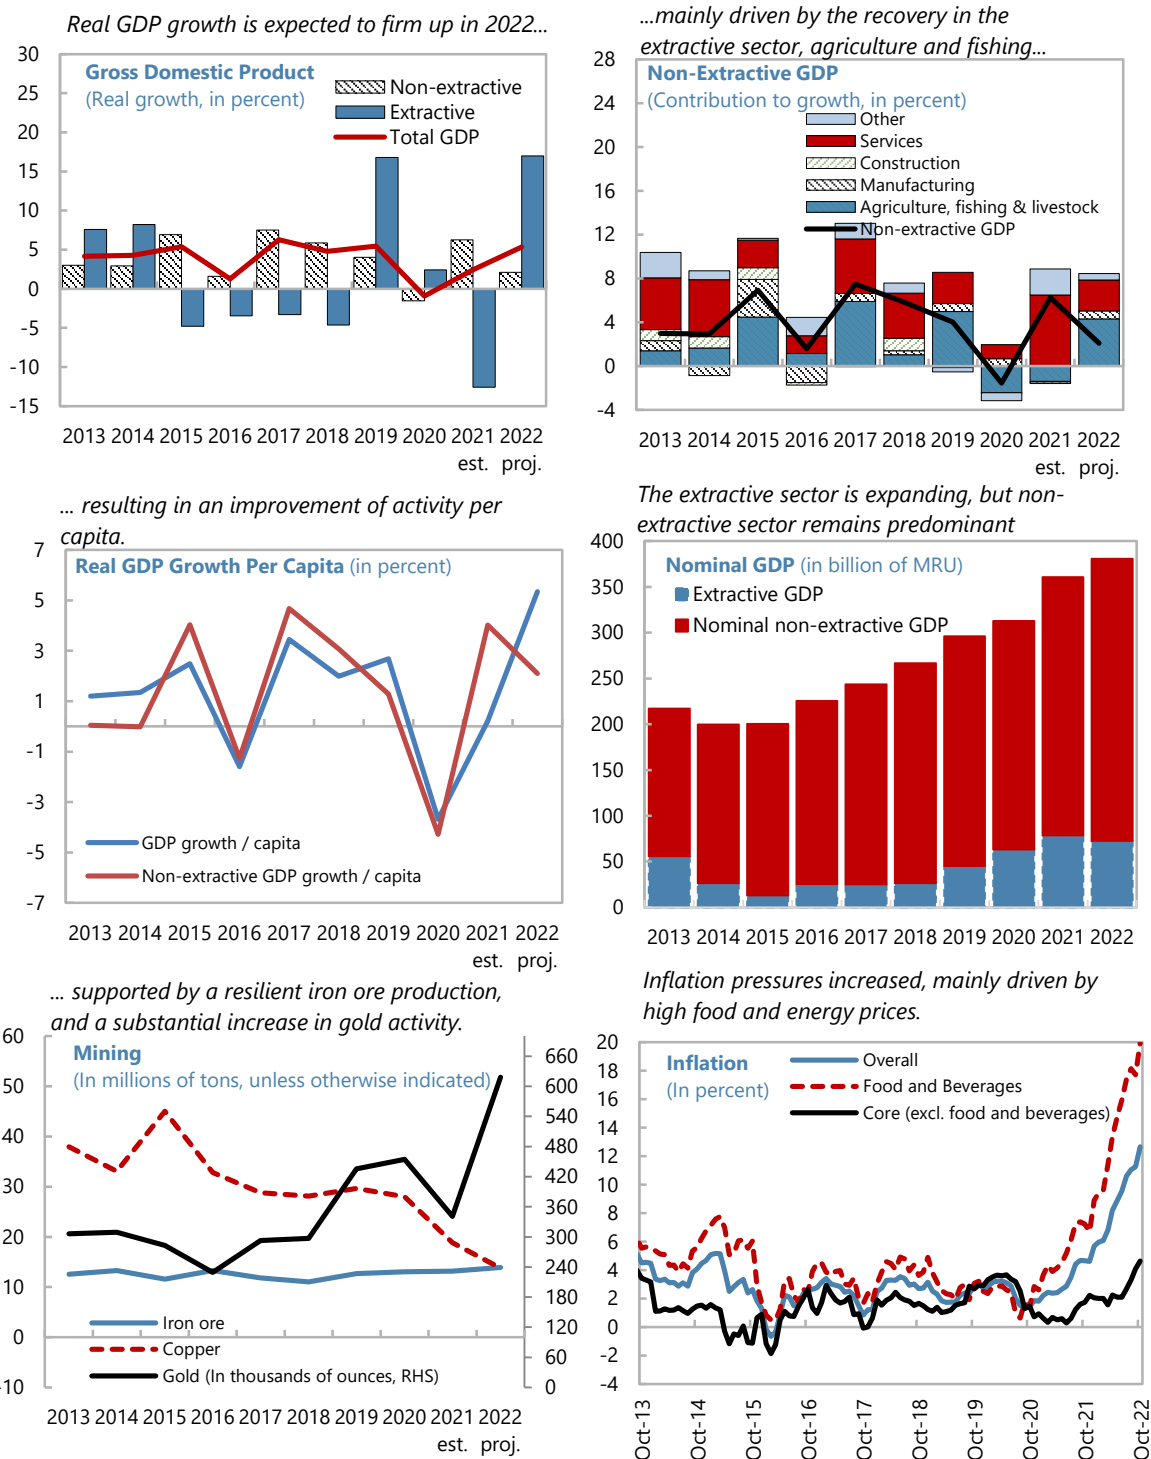 Real GDP growth is expected to firm up in 2022...
30
25
20
15
10
5
0
-5
-10
-15
Gross Domestic Product
(Real growth, in percent)
Non-extractive
Extractive
Total GDP
2013 2014 2015 2016 2017 2018 2019 2020 2021 2022
est. proj.
...mainly driven by the recovery in the
extractive sector, agriculture and fishing...
28
24
20
16
12
8
4
0
-4
Non-Extractive GDP
(Contribution to growth, in percent)
Other
Services
Construction
Manufacturing
Agriculture, fishing & livestock
Non-extractive GDP
2013 2014 2015 2016 2017 2018 2019 2020 2021 2022
est. proj.
... resulting in an improvement of activity per
capita.
7
5
3
1
-1
-3
-5
-7
Real GDP Growth Per Capita (in percent)
GDP growth / capita
Non-extractive GDP growth / capita
2013 2014 2015 2016 2017 2018 2019 2020 2021 2022
est. proj.
The extractive sector is expanding, but non-
extractive sector remains predominant
400
350
300
250
200
150
100
50
0
Nominal GDP (in billion of MRU)
Extractive GDP
Nominal non-extractive GDP
2013 2014 2015 2016 2017 2018 2019 2020 2021 2022
... supported by a resilient iron ore production,
and a substantial increase in gold activity.
60
50
40
30
20
10
0
-10
Mining
(In millions of tons, unless otherwise indicated)
660
600
540
480
420
360
300
240
180
120
60
0
Iron ore
Copper
Gold (In thousands of ounces, RHS)
2013 2014 2015 2016 2017 2018 2019 2020 2021 2022
est. proj.
Inflation pressures increased, mainly driven by
high food and energy prices.
20
18
16
14
12
10
8
6
4
2
0
-2
-4
Inflation
(In percent)
Overall
Food and Beverages
Core (excl. food and beverages)
Oct-13
Oct-14
Oct-15
Oct-16
Oct-17
Oct-18
Oct-19
Oct-20
Oct-21
Oct-22